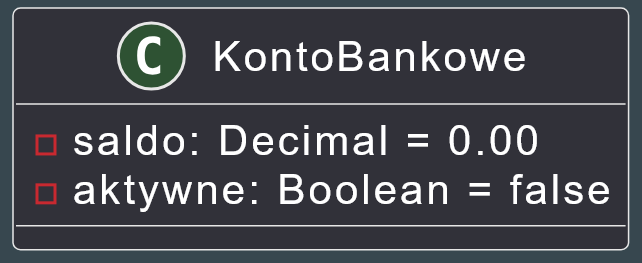 C KontoBankowe
saldo: Decimal = 0.00
aktywne: Boolean = false